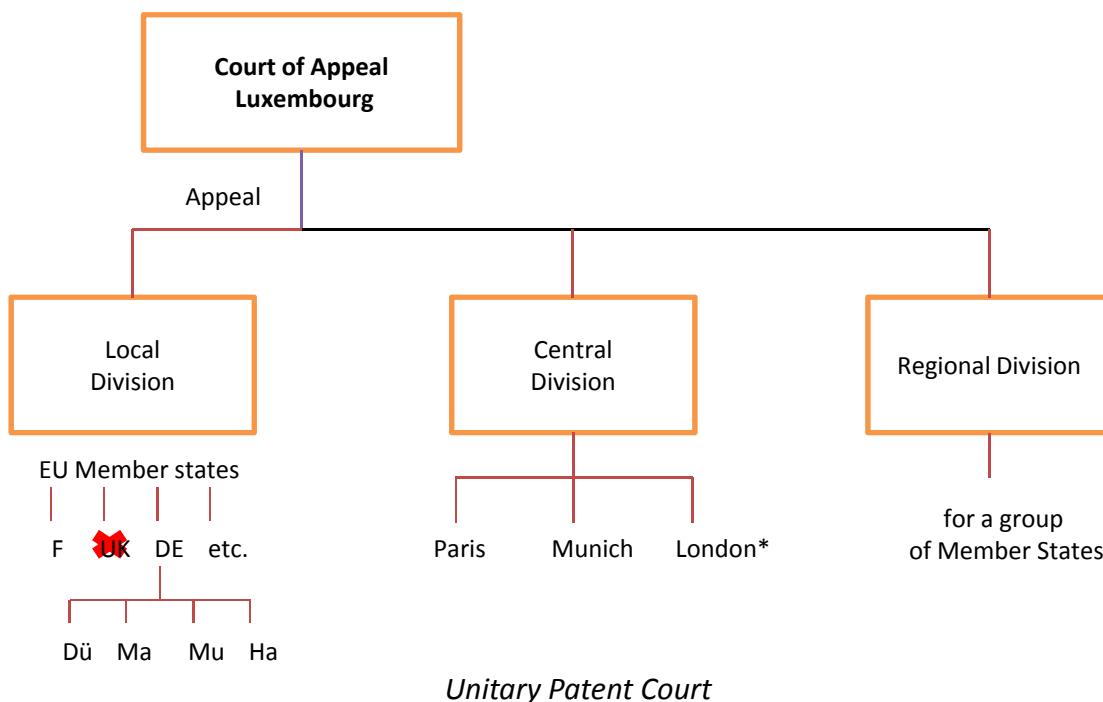 Court of Appeal
Luxembourg
Appeal
Local
Division
Central
Division
Regional Division
EU Member states
F UK DE etc.
Paris Munich London*
for a group
of Member States
Dü Ma Mu Ha
Unitary Patent Court